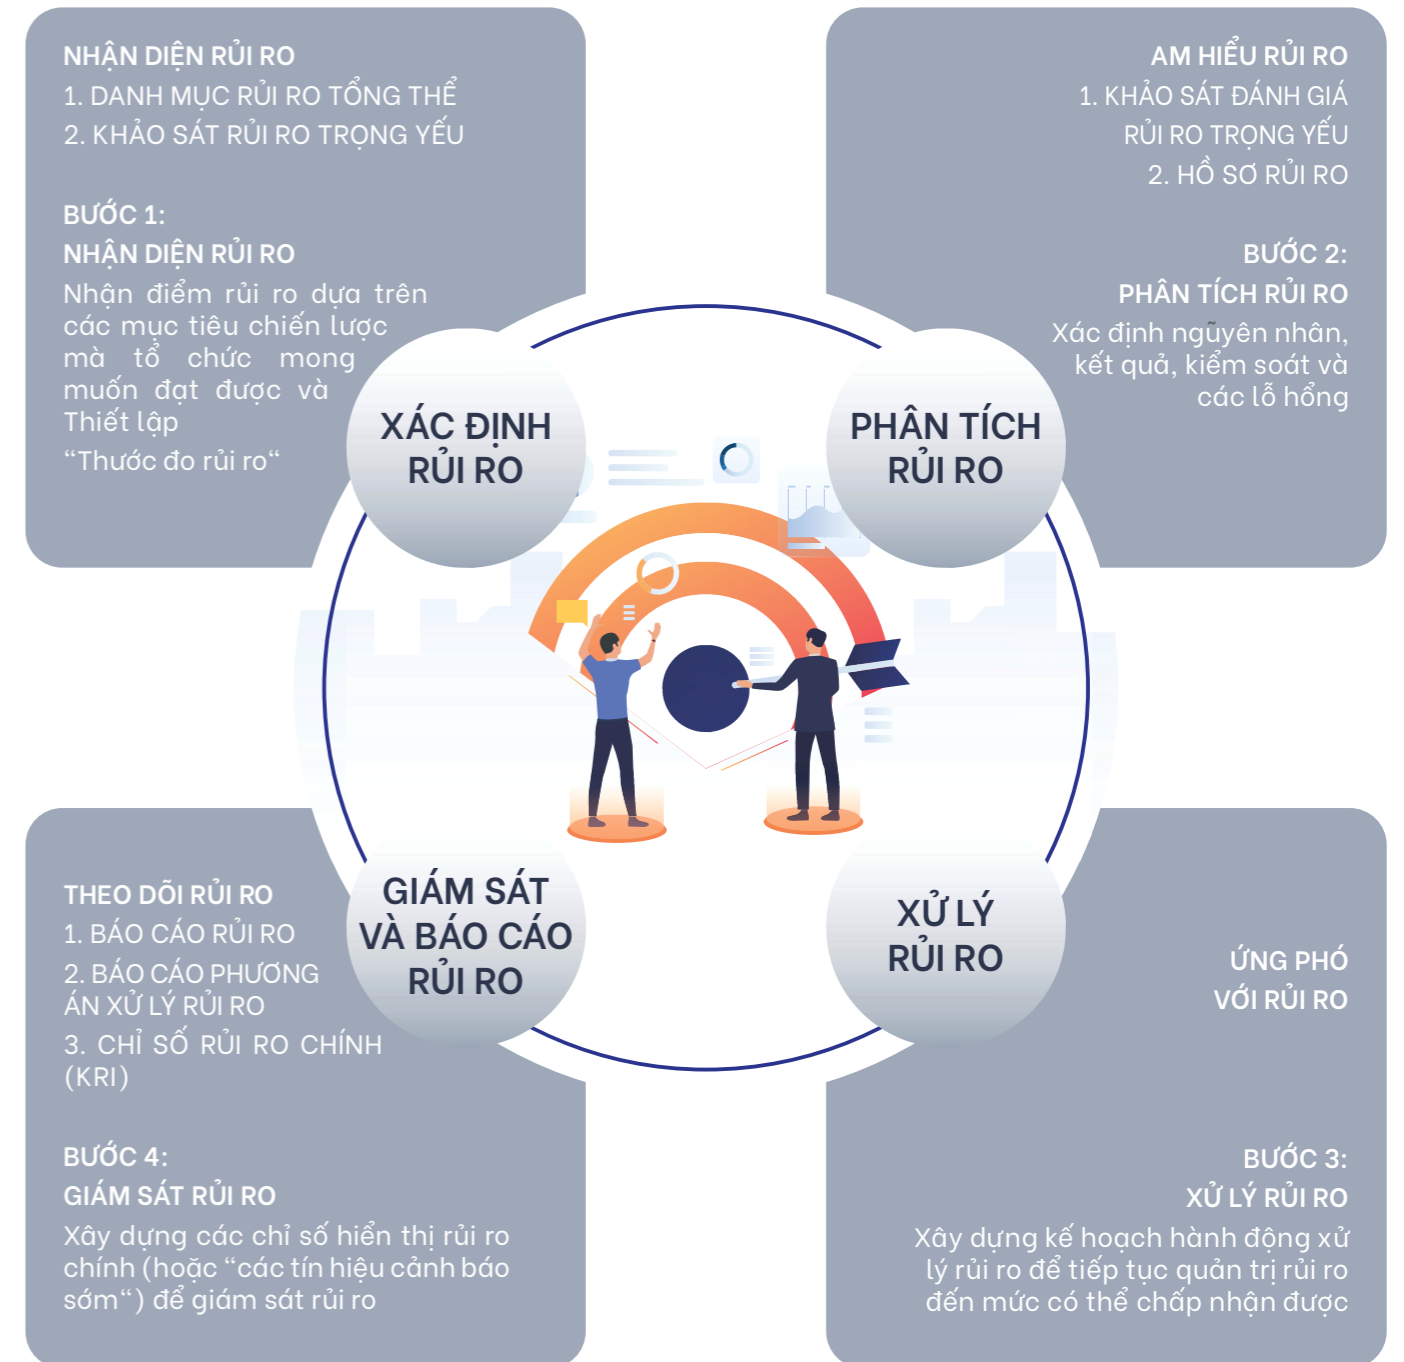 NHẬN DIỆN RỦI RO
1. DANH MỤC RỦI RO TỔNG THỂ
2. KHẢO SÁT RỦI RO TRỌNG YẾU
BƯỚC 1:
NHẬN DIỆN RỦI RO
Nhận điểm rủi ro dựa trên
các mục tiêu chiến lược
mà tổ chức mong
muốn đạt được và
Thiết lập
“Thước đo rủi ro“
XÁC ĐỊNH
RỦI RO
AM HIỂU RỦI RO
1. KHẢO SÁT ĐÁNH GIÁ
RỦI RO TRỌNG YẾU
2. HỒ SƠ RỦI RO
BƯỚC 2:
PHÂN TÍCH RỦI RO
Xác định ngũyên nhân,
kết quả, kiểm soát và
các lỗ hổng
PHÂN TÍCH
RỦI RO
THEO DÕI RỦI RO
1. BÁO CÁO RỦI RO
2. BÁO CÁO PHƯƠNG
ÁN XỬ LÝ RỦI RO
3. CHỈ SỐ RỦI RO CHÍNH
(KRI)
BƯỚC 4:
GIÁM SÁT RỦI RO
Xây dựng các chỉ số hiển thị rủi ro
chính (hoặc “các tín hiệu cảnh báo
sớm“) để giám sát rủi ro
GIÁM SÁT
VÀ BÁO CÁO
RỦI RO
XỬ LÝ
RỦI RO
ỨNG PHÓ
VỚI RỦI RO
BƯỚC 3:
XỬ LÝ RỦI RO
Xây dựng kế hoạch hành động xử
lý rủi ro để tiếp tục quản trị rủi ro
đến mức có thể chấp nhận được